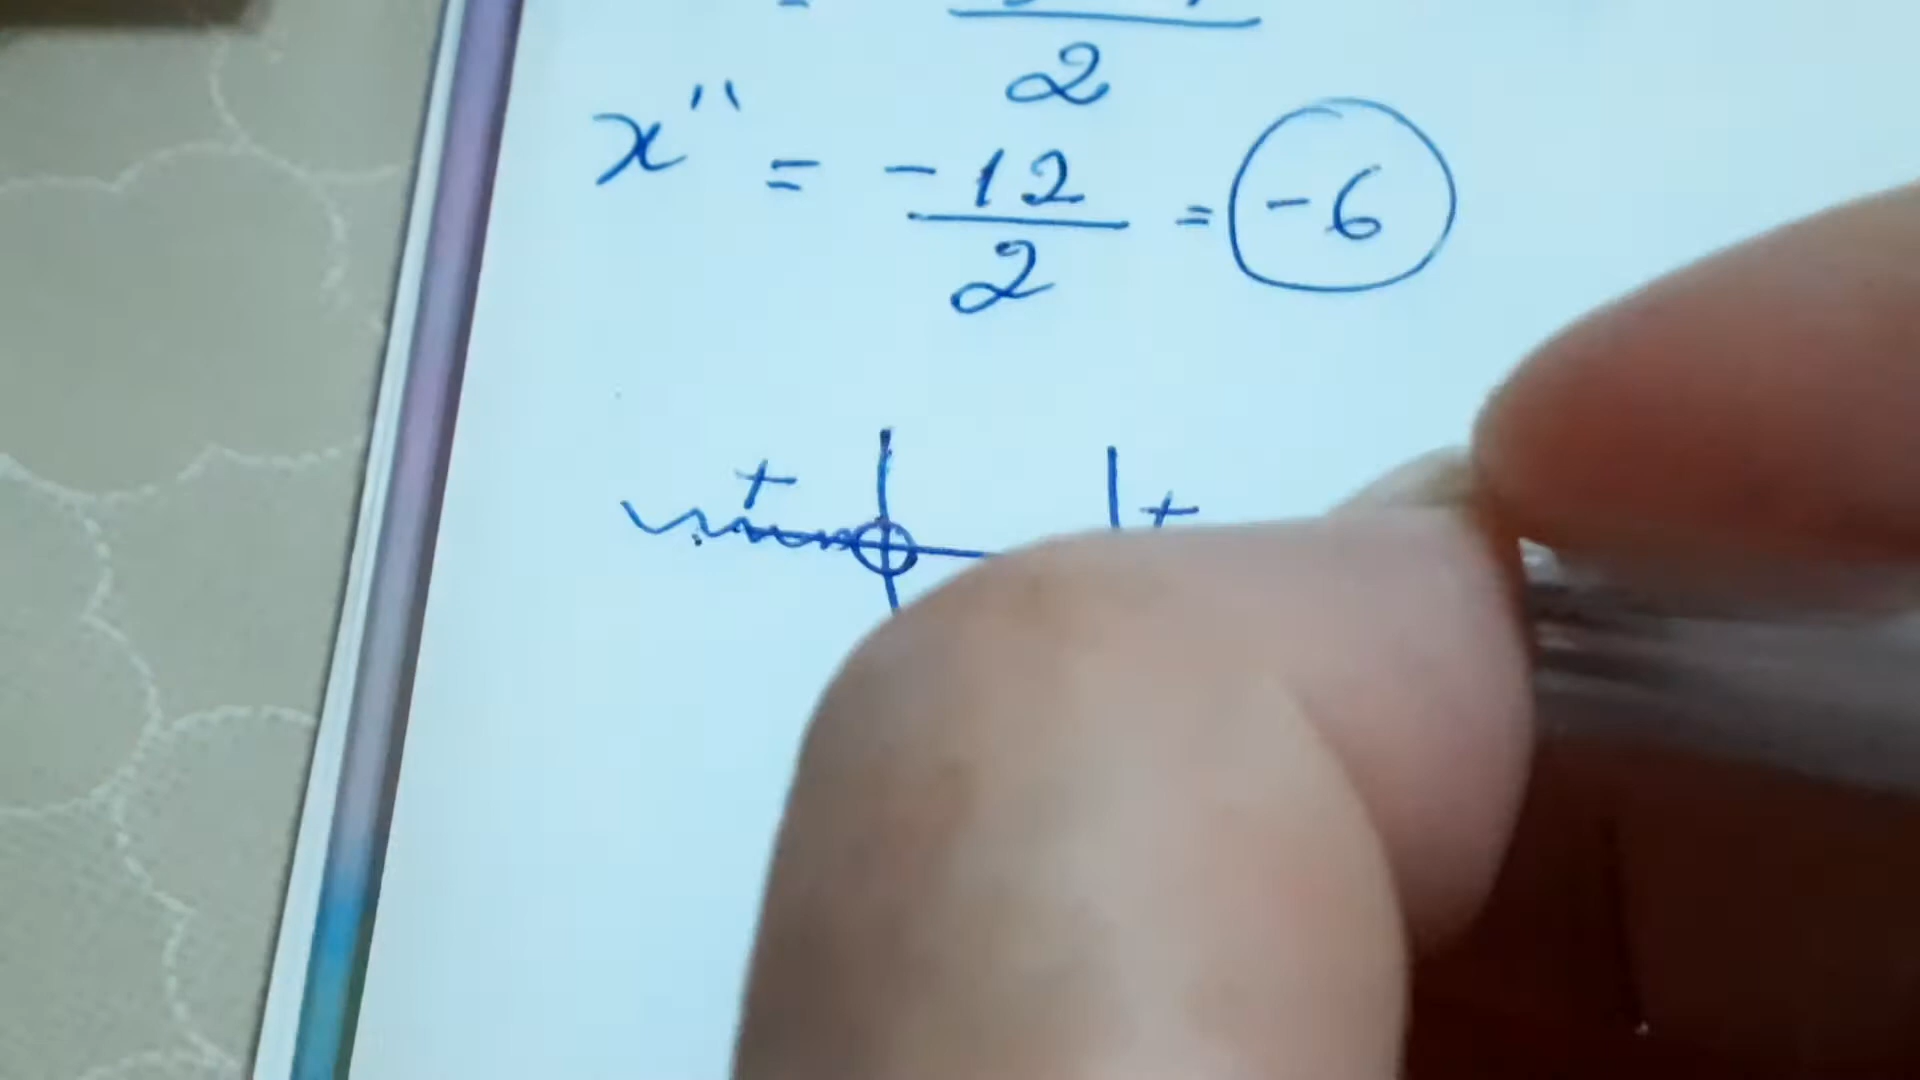 = 2
x'' = -12/2 = -6
+ +